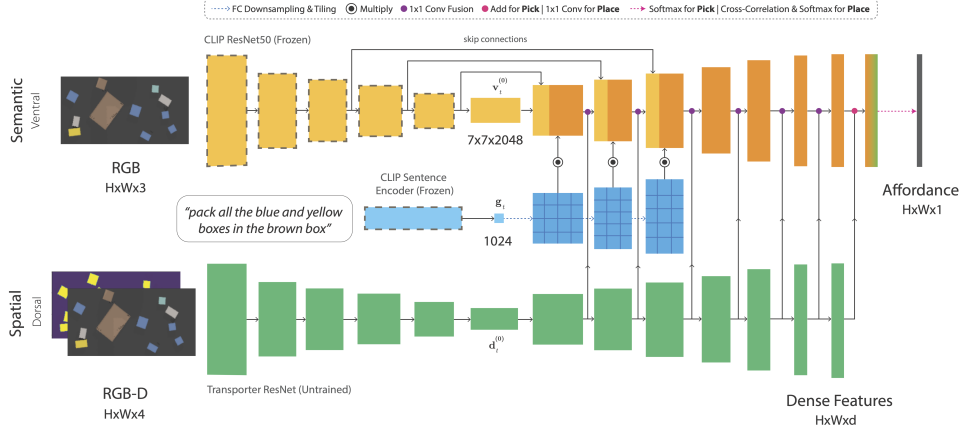 FC Downsampling & Tiling
Multiply
1x1 Conv Fusion
Add for Pick | 1x1 Conv for Place
Softmax for Pick | Cross-Correlation & Softmax for Place
CLIP ResNet50 (Frozen)
skip connections
Semantic
Ventral
v_t^(0)
7x7x2048
RGB
HxWx3
CLIP Sentence
Encoder (Frozen)
"pack all the blue and yellow
boxes in the brown box"
g_t
1024
Affordance
HxWx1
Spatial
Dorsal
d_t^(0)
RGB-D
HxWx4
Transporter ResNet (Untrained)
Dense Features
HxWxd